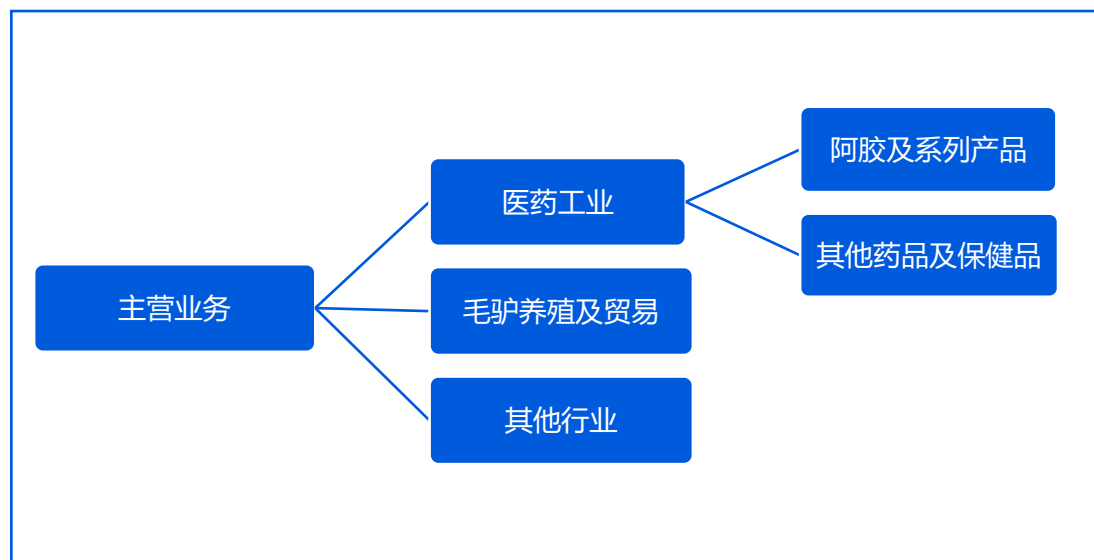 主营业务
医药工业
毛驴养殖及贸易
其他行业
阿胶及系列产品
其他药品及保健品